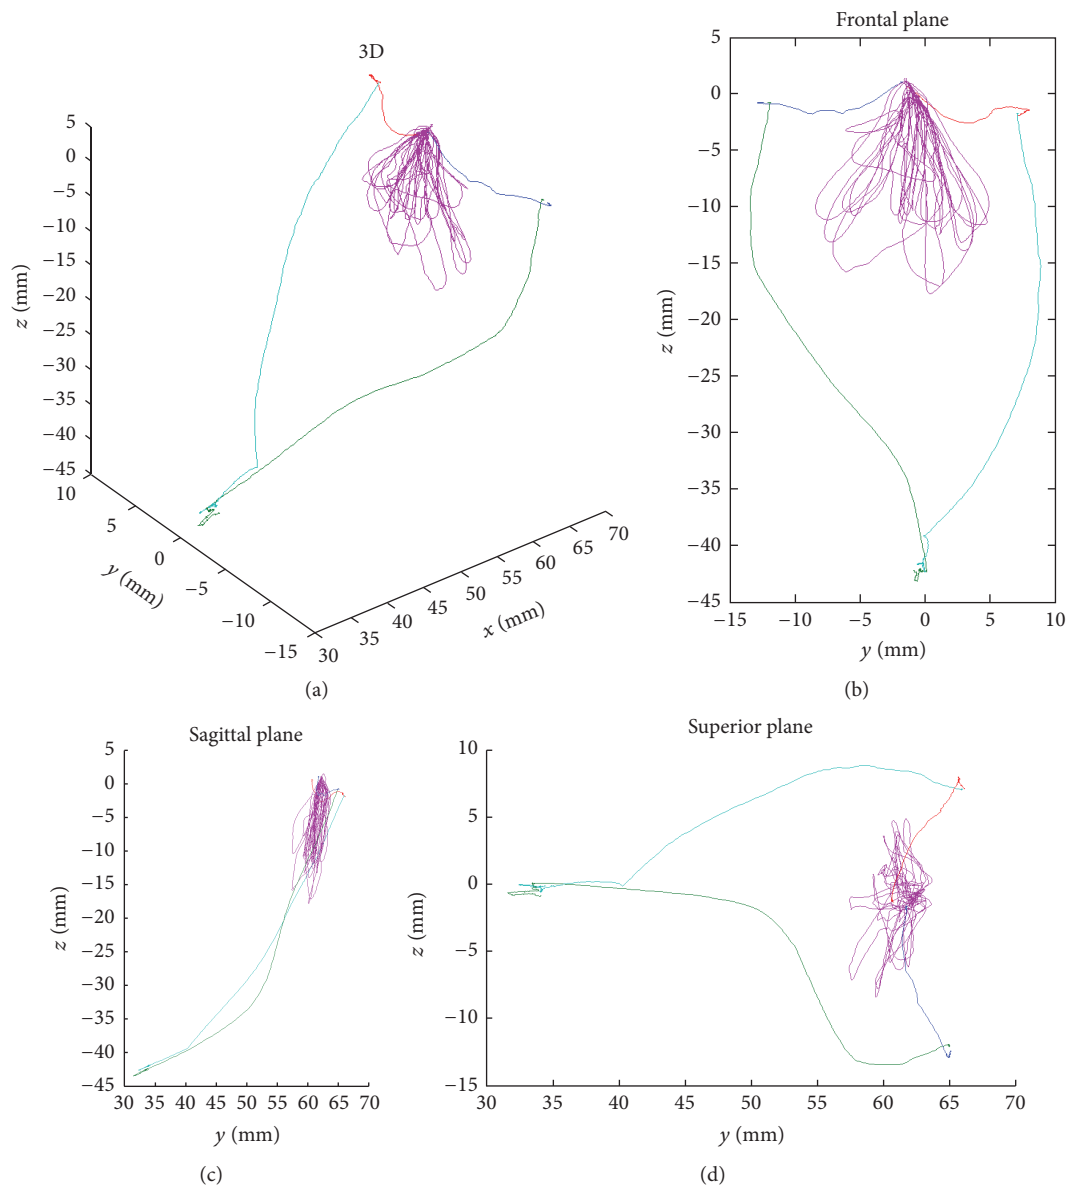 3D
5
0
−5
−10
−15
−20
−25
−30
−35
−40
−45
z (mm)
10
5
0
−5
−10
−15
y (mm)
30
35
40
45
50
55
60
65
70
x (mm)
(a)
Frontal plane
5
0
−5
−10
−15
−20
−25
−30
−35
−40
−45
z (mm)
−15 −10 −5 0 5 10
y (mm)
(b)
Sagittal plane
5
0
−5
−10
−15
−20
−25
−30
−35
−40
−45
z (mm)
30 35 40 45 50 55 60 65 70
y (mm)
(c)
Superior plane
10
5
0
−5
−10
−15
z (mm)
30 35 40 45 50 55 60 65 70
y (mm)
(d)